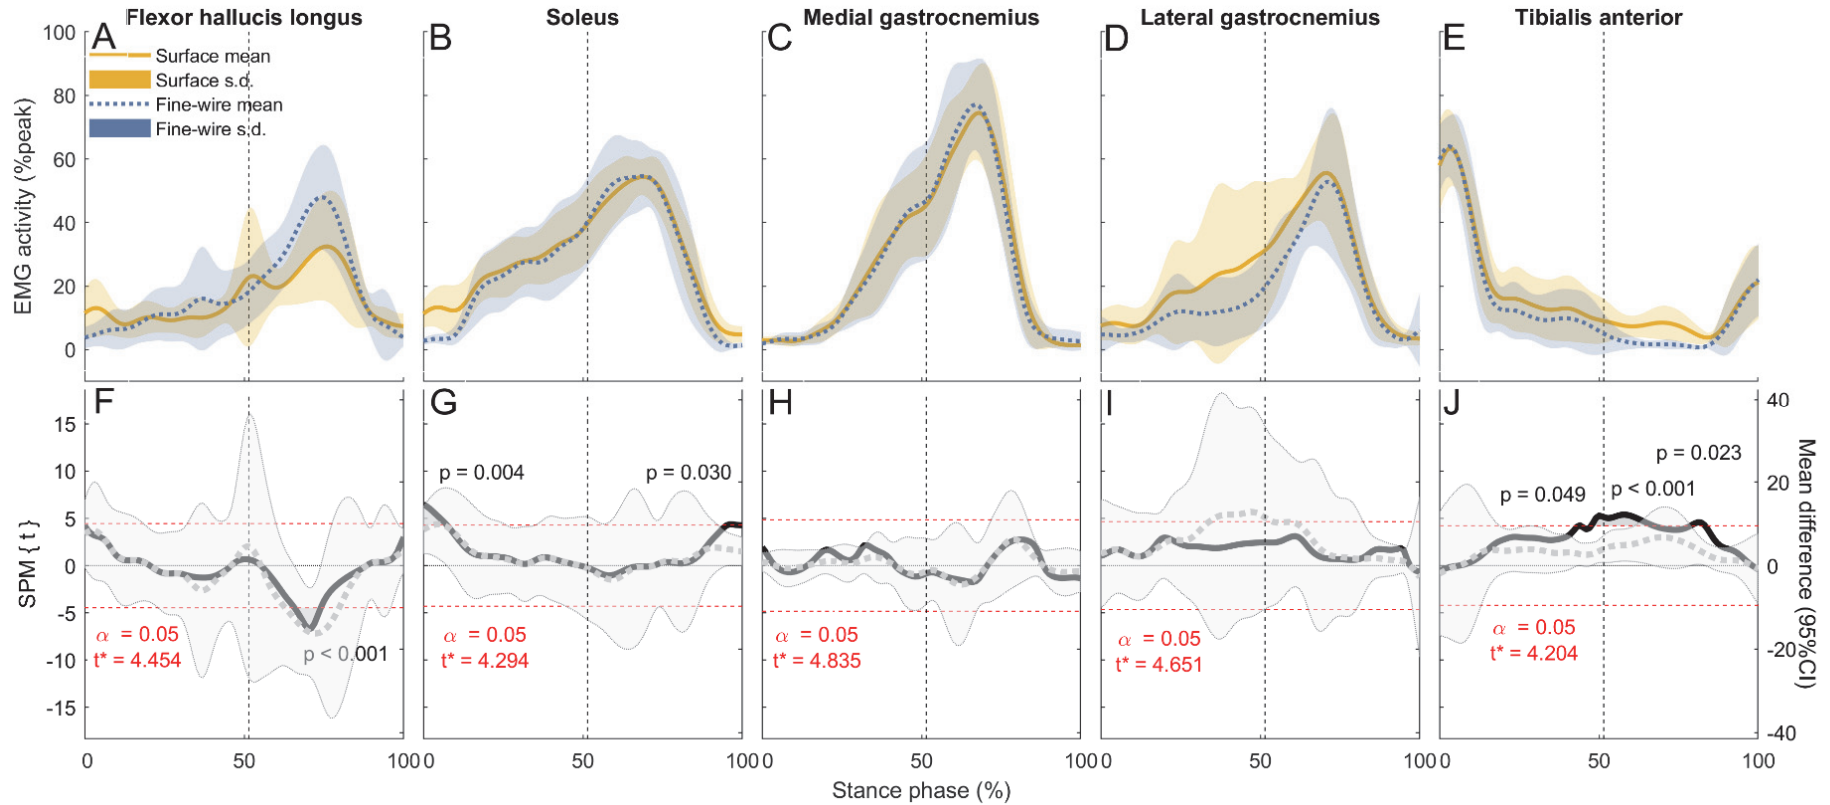 Flexor hallucis longus
Soleus
Medial gastrocnemius
Lateral gastrocnemius
Tibialis anterior
A
B
C
D
E
Surface mean
Surface s.d.
Fine-wire mean
Fine-wire s.d.
EMG activity (%peak)
100
80
60
40
20
0
F
G
H
I
J
SPM { t }
15
10
5
0
-5
-10
-15
α = 0.05
t* = 4.454
p < 0.001
p = 0.004
p = 0.030
α = 0.05
t* = 4.294
α = 0.05
t* = 4.835
α = 0.05
t* = 4.651
p = 0.049
p < 0.001
p = 0.023
α = 0.05
t* = 4.204
40
20
0
-20
-40
Mean difference (95%CI)
0 50 100
0 50 100
0 50 100
0 50 100
0 50 100
Stance phase (%)